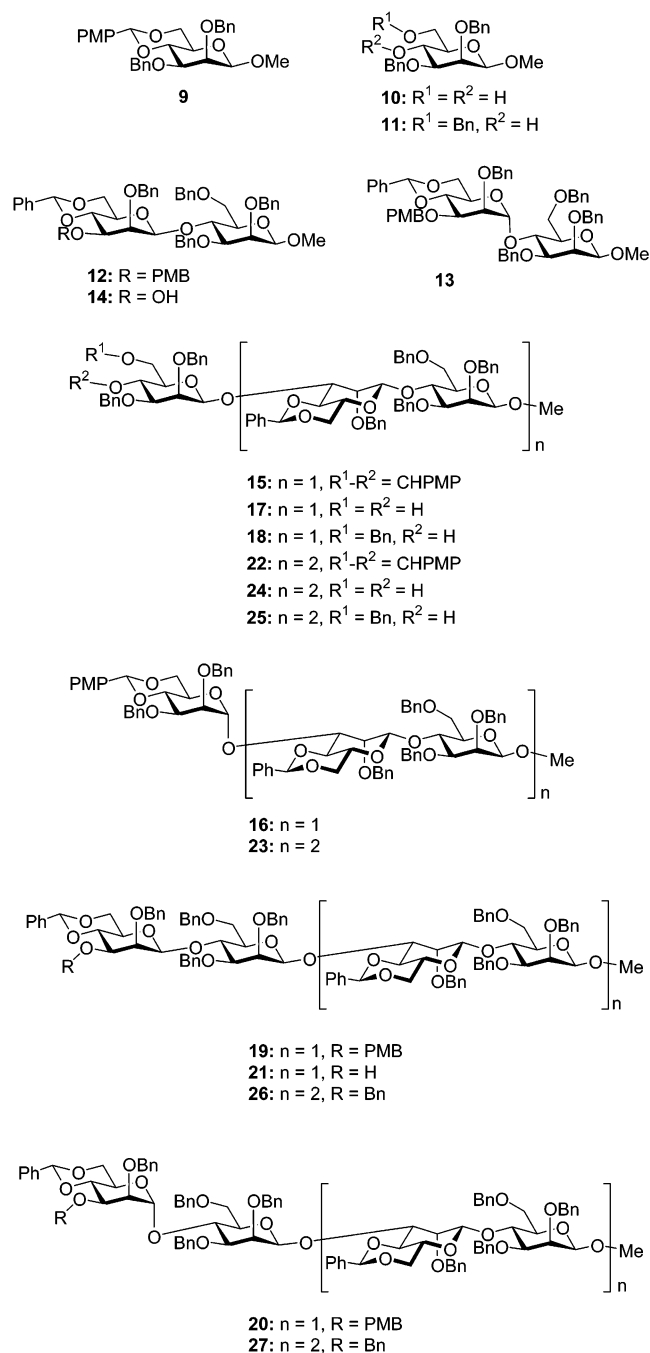 OBn
PMP
O
O
O
BnO
OMe
9
R¹
O
OBn
R²O
O
BnO
OMe
10: R¹ = R² = H
11: R¹ = Bn, R² = H
OBn
Ph
O
O
O
RO
O
BnO
OBn
O
BnO
OMe
12: R = PMB
14: R = OH
OBn
Ph
O
O
O
PMBO
O
OBn
OBn
O
BnO
OMe
13
R¹
O
OBn
R²O
O
BnO
O
Ph
O
O
O
OBn
BnO
OBn
O
O
BnO
O
Me
n
15: n = 1, R¹-R² = CHPMP
17: n = 1, R¹ = R² = H
18: n = 1, R¹ = Bn, R² = H
22: n = 2, R¹-R² = CHPMP
24: n = 2, R¹ = R² = H
25: n = 2, R¹ = Bn, R² = H
OBn
PMP
O
O
O
BnO
O
Ph
O
O
O
OBn
BnO
OBn
O
O
BnO
O
Me
n
16: n = 1
23: n = 2
OBn
Ph
O
O
O
O
R
O
BnO
OBn
O
BnO
O
Ph
O
O
O
OBn
BnO
OBn
O
O
BnO
O
Me
n
19: n = 1, R = PMB
21: n = 1, R = H
26: n = 2, R = Bn
OBn
Ph
O
O
O
O
R
O
BnO
OBn
O
BnO
O
Ph
O
O
O
OBn
BnO
OBn
O
O
BnO
O
Me
n
20: n = 1, R = PMB
27: n = 2, R = Bn